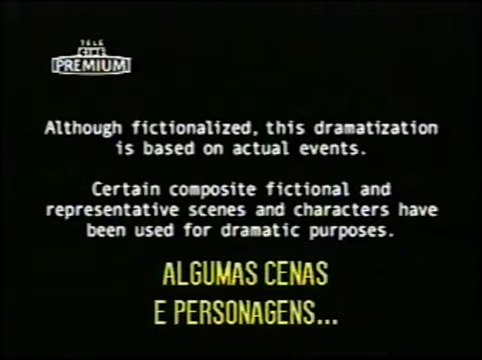 TELE
CINE
PREMIUM
Although fictionalized, this dramatization
is based on actual events.
Certain composite fictional and
representative scenes and characters have
been used for dramatic purposes.
ALGUMAS CENAS
E PERSONAGENS...